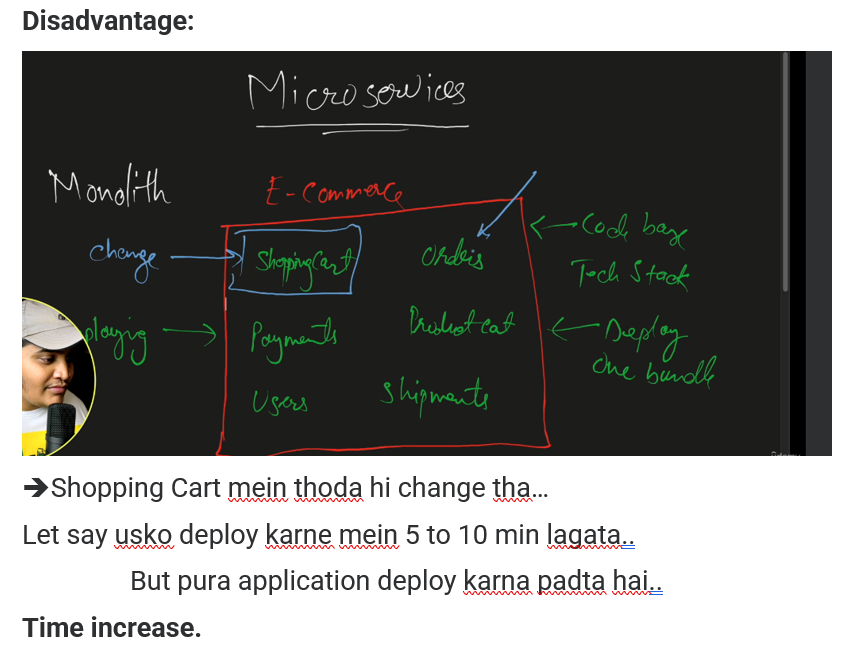 Disadvantage:
Microservices
Monolith
E-Commerce
change
Shopping Cart
Orders
Code base
Tech Stack
ploying
Payments
Product cat
Deploy
one bundle
Users
Shipments
➔Shopping Cart mein thoda hi change tha...
Let say usko deploy karne mein 5 to 10 min lagata..
But pura application deploy karna padta hai..
Time increase.